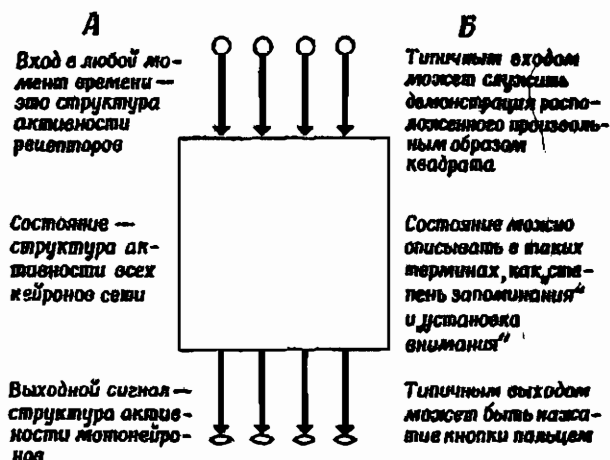 А
Вход в любой мо-
мент времени —
это структура
активности
рецепторов
Состояние —
структура ак-
тивности всех
нейронов сети
Выходной сигнал —
структура актив-
ности мотонейро-
нов
Б
Типичным входом
может служить
демонстрация распо-
ложенного произволь-
ным образом
квадрата
Состояние можно
описывать в таких
терминах, как „сте-
пень запоминания“
и „установка
внимания“
Типичным выходом
может быть нажа-
тие кнопки пальцем